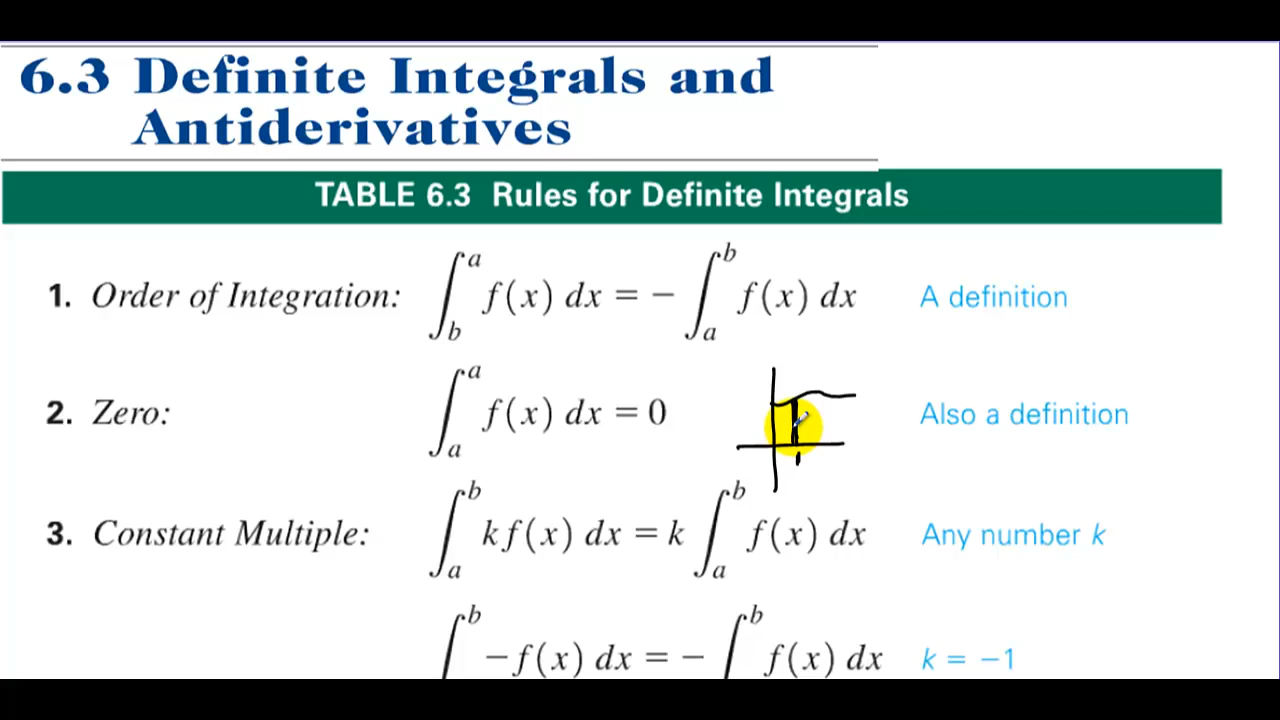 6.3 Definite Integrals and
Antiderivatives
TABLE 6.3 Rules for Definite Integrals
1. Order of Integration: ∫_b^a f(x) dx = − ∫_a^b f(x) dx A definition
2. Zero: ∫_a^a f(x) dx = 0 Also a definition
3. Constant Multiple: ∫_a^b kf(x) dx = k ∫_a^b f(x) dx Any number k
∫^b −f(x) dx = − ∫^b f(x) dx k = −1